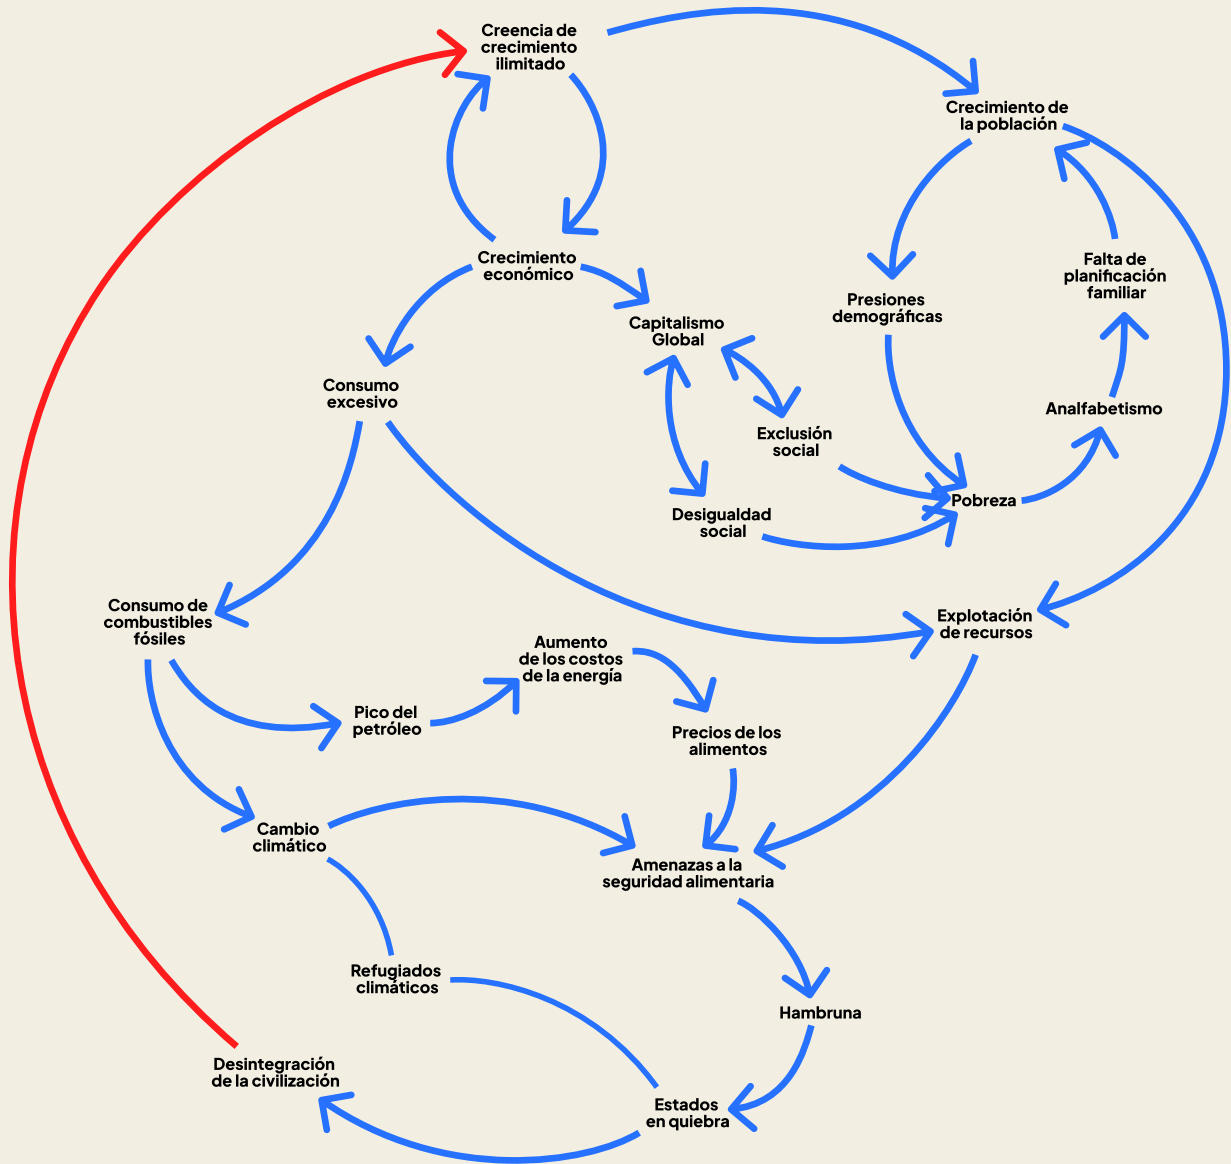 Creencia de
crecimiento
ilimitado
Crecimiento de
la población
Crecimiento
económico
Falta de
planificación
familiar
Presiones
demográficas
Capitalismo
Global
Consumo
excesivo
Analfabetismo
Exclusión
social
Pobreza
Desigualdad
social
Consumo de
combustibles
fósiles
Explotación
de recursos
Aumento
de los costos
de la energía
Pico del
petróleo
Precios de los
alimentos
Cambio
climático
Amenazas a la
seguridad alimentaria
Refugiados
climáticos
Hambruna
Desintegración
de la civilización
Estados
en quiebra